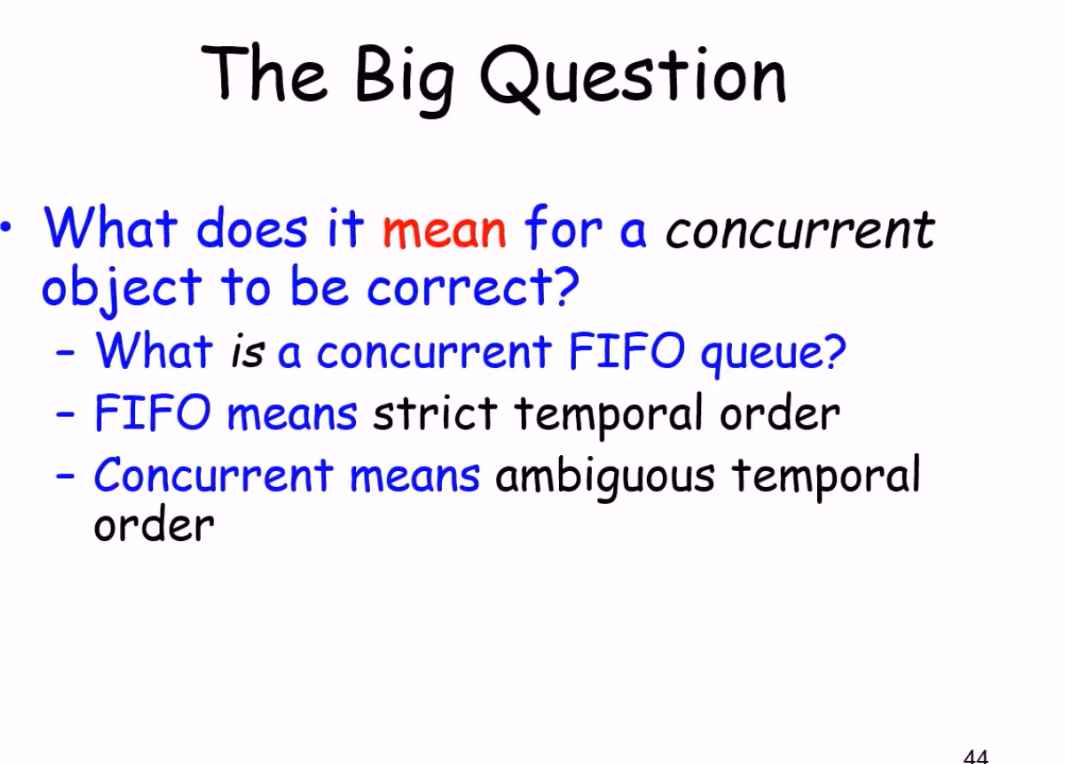 The Big Question
• What does it mean for a concurrent
object to be correct?
– What is a concurrent FIFO queue?
– FIFO means strict temporal order
– Concurrent means ambiguous temporal
order
44